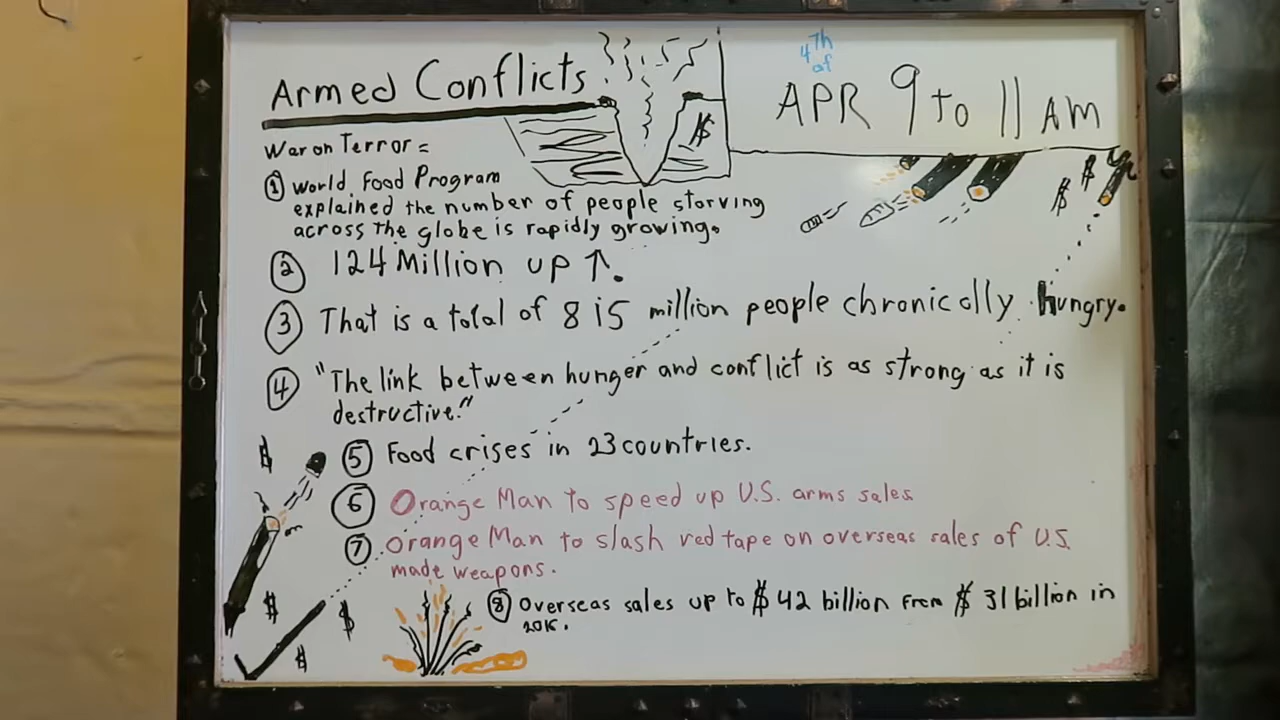 Armed Conflicts
4th of
APR 9 to 11 AM
$
$ $
War on Terror =
① World Food Program
explained the number of people starving
across the globe is rapidly growing.
② 124 Million up ↑.
③ That is a total of 815 million people chronically hungry.
④ "The link between hunger and conflict is as strong as it is
destructive."
$
⑤ Food crises in 23 countries.
⑥ Orange Man to speed up U.S. arms sales
⑦ Orange Man to slash red tape on overseas sales of U.S.
made weapons.
$ $ $
⑧ Overseas sales up to $ 42 billion from $ 31 billion in